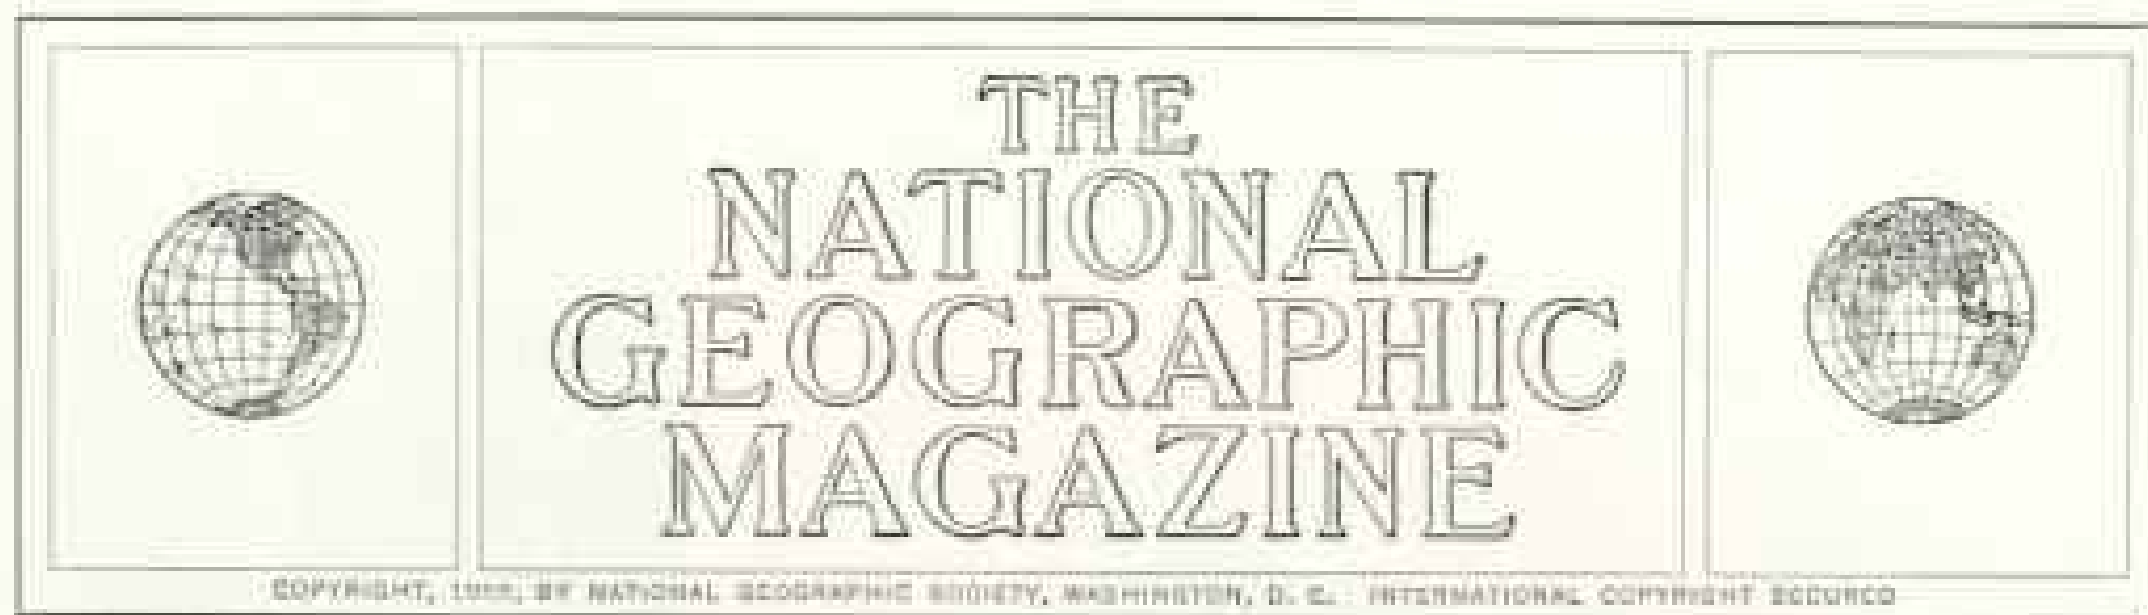 THE
NATIONAL
GEOGRAPHIC
MAGAZINE
COPYRIGHT, BY NATIONAL GEOGRAPHIC SOCIETY, WASHINGTON, D. C. INTERNATIONAL COPYRIGHT SECURED